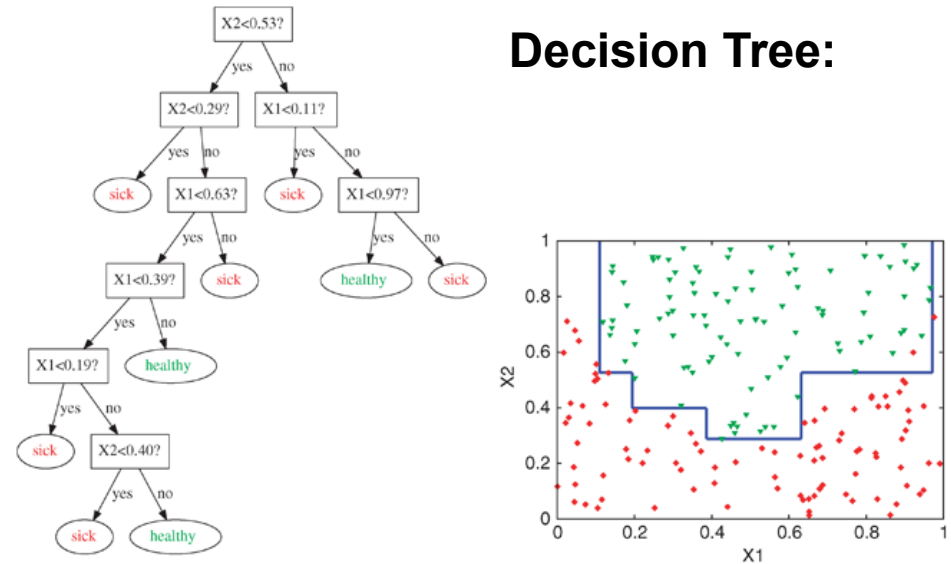 Decision Tree:
X2<0.53?
yes no
X2<0.29? X1<0.11?
yes no yes no
sick X1<0.63? sick X1<0.97?
yes no yes no
X1<0.39? sick healthy sick
yes no
X1<0.19? healthy
yes no
sick X2<0.40?
yes no
sick healthy
1
0.8
0.6
0.4
0.2
0
X2
0 0.2 0.4 0.6 0.8 1
X1